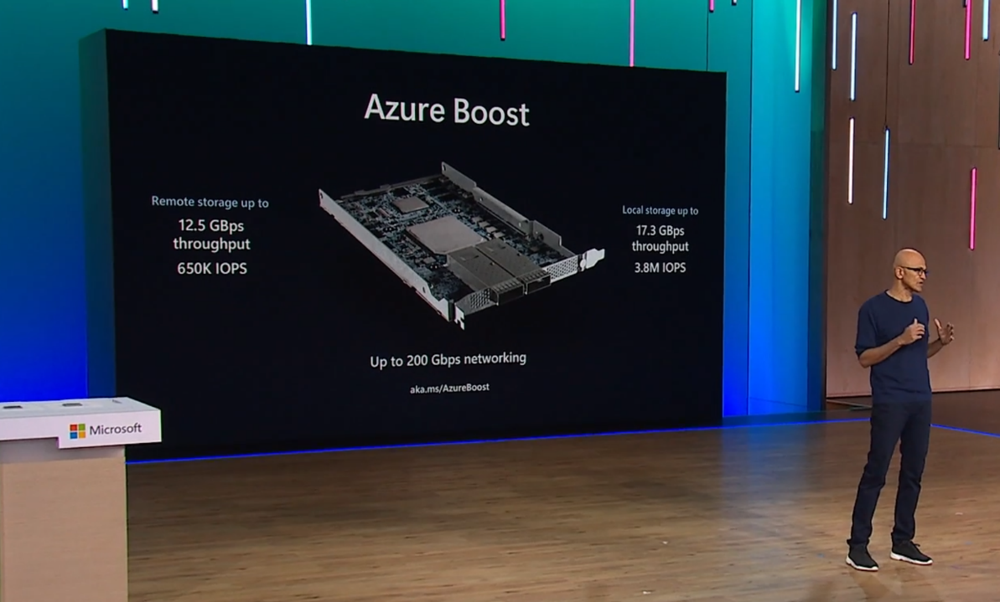 Azure Boost
Remote storage up to
12.5 GBps
throughput
650K IOPS
Local storage up to
17.3 GBps
throughput
3.8M IOPS
Up to 200 Gbps networking
aka.ms/AzureBoost
Microsoft